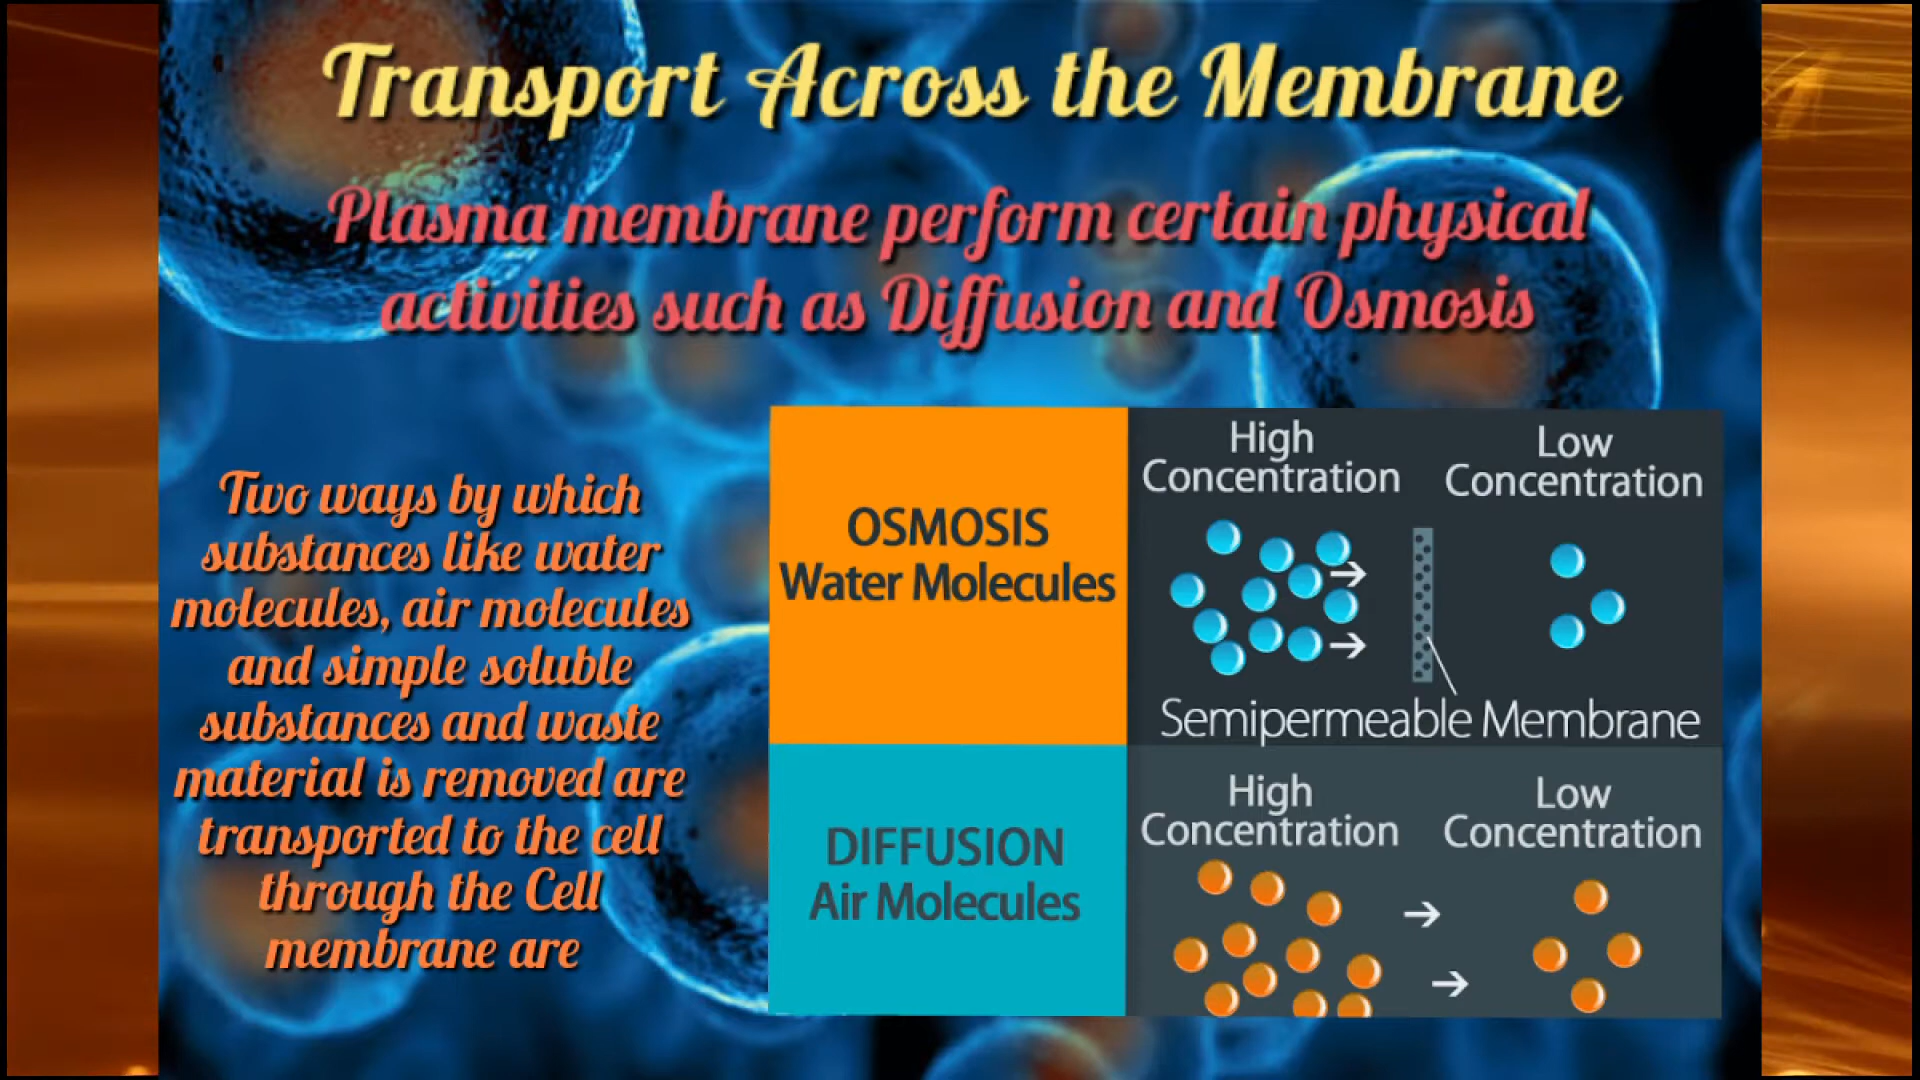 Transport Across the Membrane
Plasma membrane perform certain physical
activities such as Diffusion and Osmosis
Two ways by which
substances like water
molecules, air molecules
and simple soluble
substances and waste
material is removed are
transported to the cell
through the Cell
membrane are
OSMOSIS
Water Molecules
High
Concentration
Low
Concentration
Semipermeable Membrane
DIFFUSION
Air Molecules
High
Concentration
Low
Concentration